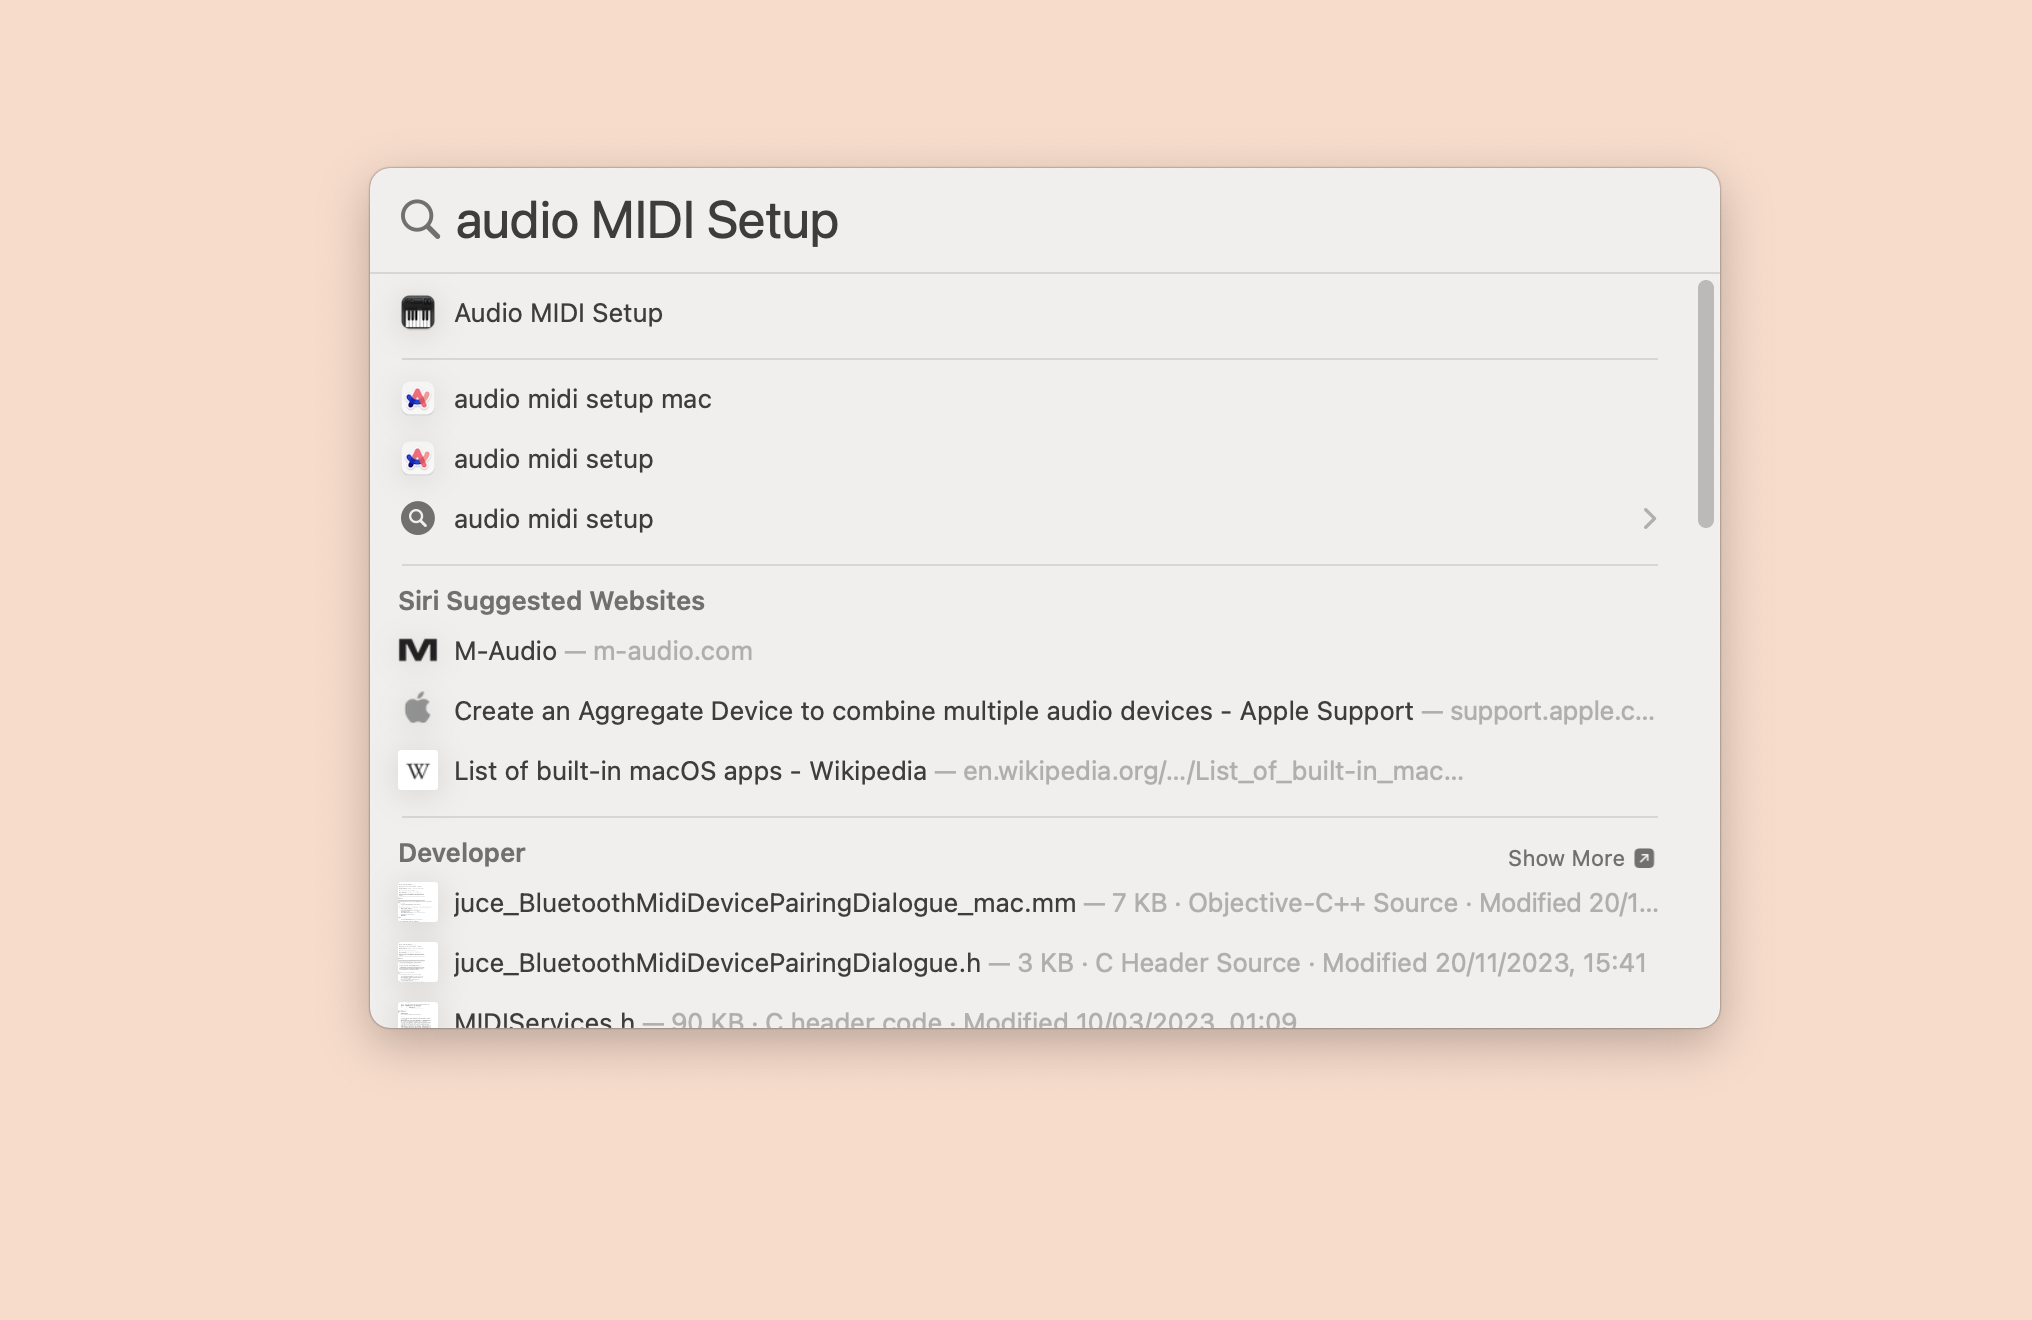 audio MIDI Setup
Audio MIDI Setup
audio midi setup mac
audio midi setup
audio midi setup
Siri Suggested Websites
M-Audio — m-audio.com
Create an Aggregate Device to combine multiple audio devices - Apple Support — support.apple.c...
W List of built-in macOS apps - Wikipedia — en.wikipedia.org/.../List_of_built-in_mac...
Developer
Show More
juce_BluetoothMidiDevicePairingDialogue_mac.mm — 7 KB · Objective-C++ Source · Modified 20/1...
juce_BluetoothMidiDevicePairingDialogue.h — 3 KB · C Header Source · Modified 20/11/2023, 15:41
MIDIServices.h — 90 KB · C header code · Modified 10/03/2023, 01:09